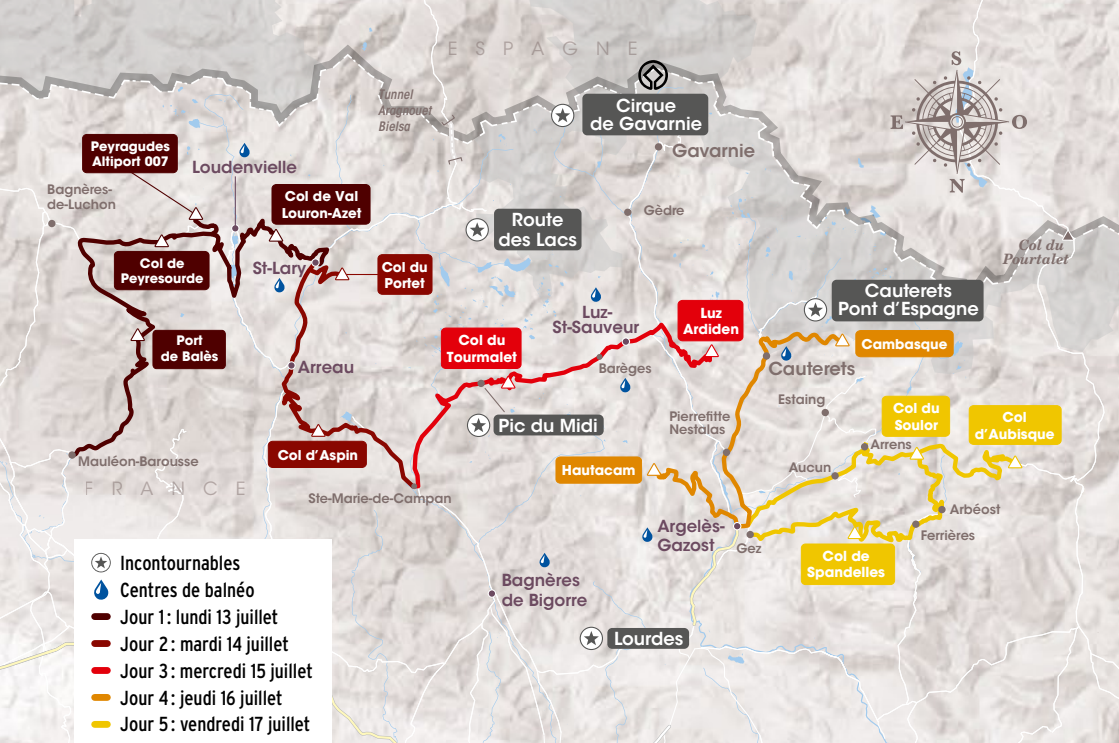 ESPAGNE
Tunnel
Aragnouet
Bielsa
Cirque
de Gavarnie
Gavarnie
S
E
O
N
Peyragudes
Altiport 007
Loudenvielle
Bagnères-
de-Luchon
Col de Val
Louron-Azet
Gèdre
Route
des Lacs
Col du
Pourtalet
Col de
Peyresourde
St-Lary
Col du
Portet
Cauterets
Pont d'Espagne
Luz-
St-Sauveur
Luz
Ardiden
Port
de Balès
Col du
Tourmalet
Cambasque
Arreau
Barèges
Cauterets
Estaing
Pierrefitte
Nestalas
Col du
Soulor
Col
d'Aubisque
Pic du Midi
Arrens
Col d'Aspin
Mauléon-Barousse
Hautacam
Aucun
FRANCE
Ste-Marie-de-Campan
Arbéost
Argelès-
Gazost
Gez
Ferrières
Col de
Spandelles
Bagnères
de Bigorre
Lourdes
Incontournables
Centres de balnéo
Jour 1 : lundi 13 juillet
Jour 2 : mardi 14 juillet
Jour 3 : mercredi 15 juillet
Jour 4 : jeudi 16 juillet
Jour 5 : vendredi 17 juillet